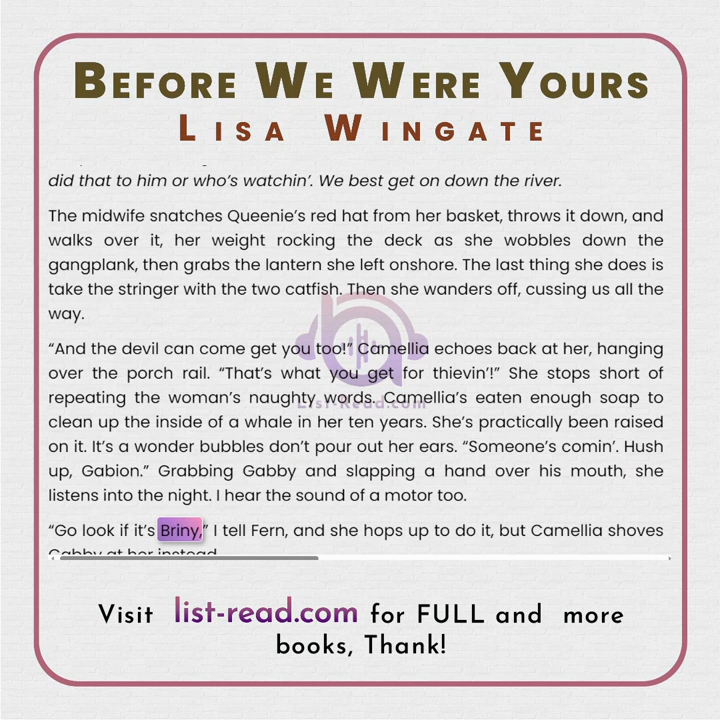 BEFORE WE WERE YOURS
LISA WINGATE
did that to him or who's watchin'. We best get on down the river.
The midwife snatches Queenie's red hat from her basket, throws it down, and
walks over it, her weight rocking the deck as she wobbles down the
gangplank, then grabs the lantern she left onshore. The last thing she does is
take the stringer with the two catfish. Then she wanders off, cussing us all the
way.
“And the devil can come get you too!” Camellia echoes back at her, hanging
over the porch rail. “That's what you get for thievin'!” She stops short of
repeating the woman's naughty words. Camellia's eaten enough soap to
List-Read.com
clean up the inside of a whale in her ten years. She's practically been raised
on it. It's a wonder bubbles don't pour out her ears. “Someone's comin'. Hush
up, Gabion.” Grabbing Gabby and slapping a hand over his mouth, she
listens into the night. I hear the sound of a motor too.
“Go look if it's Briny,” I tell Fern, and she hops up to do it, but Camellia shoves
Gabby at her instead.
Visit list-read.com for FULL and more
books, Thank!